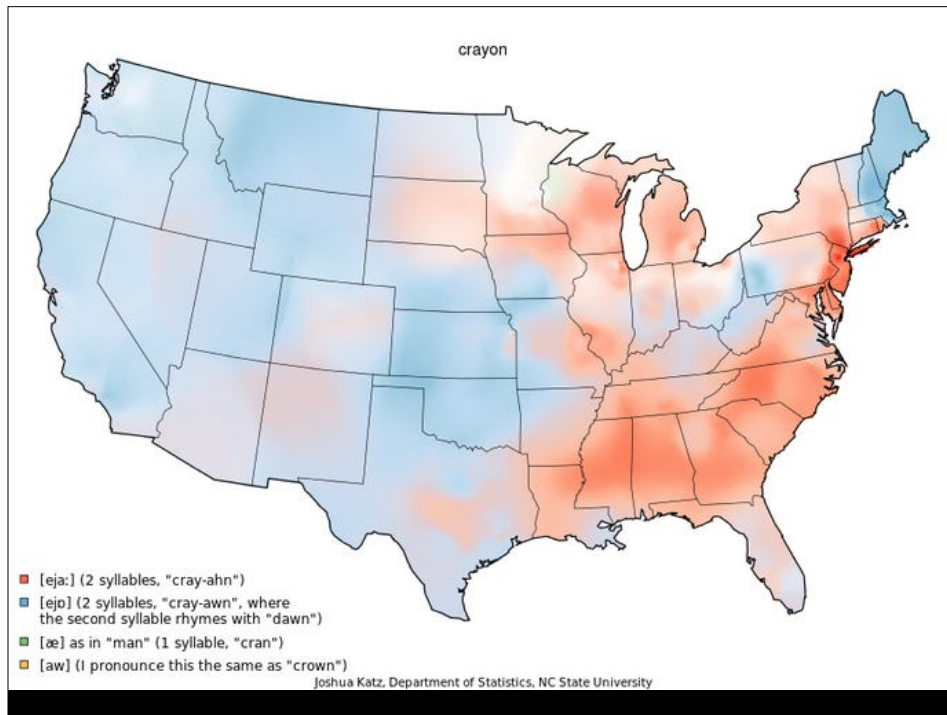 crayon
[eja:] (2 syllables, "cray-ahn")
[ejɒ] (2 syllables, "cray-awn", where
the second syllable rhymes with "dawn")
[æ] as in "man" (1 syllable, "cran")
[aw] (I pronounce this the same as "crown")
Joshua Katz, Department of Statistics, NC State University